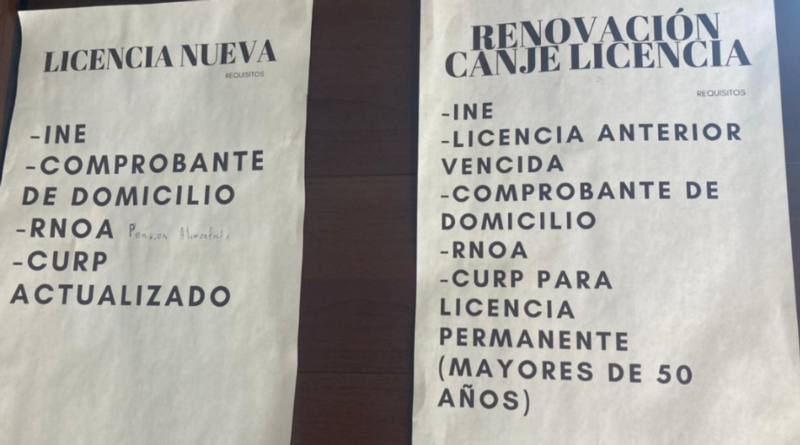 LICENCIA NUEVA
REQUISITOS
-INE
-COMPROBANTE
DE DOMICILIO
-RNOA Pension Alimenticia
-CURP
ACTUALIZADO
RENOVACIÓN
CANJE LICENCIA
REQUISITOS
-INE
-LICENCIA ANTERIOR
VENCIDA
-COMPROBANTE DE
DOMICILIO
-RNOA
-CURP PARA
LICENCIA
PERMANENTE
(MAYORES DE 50
AÑOS)